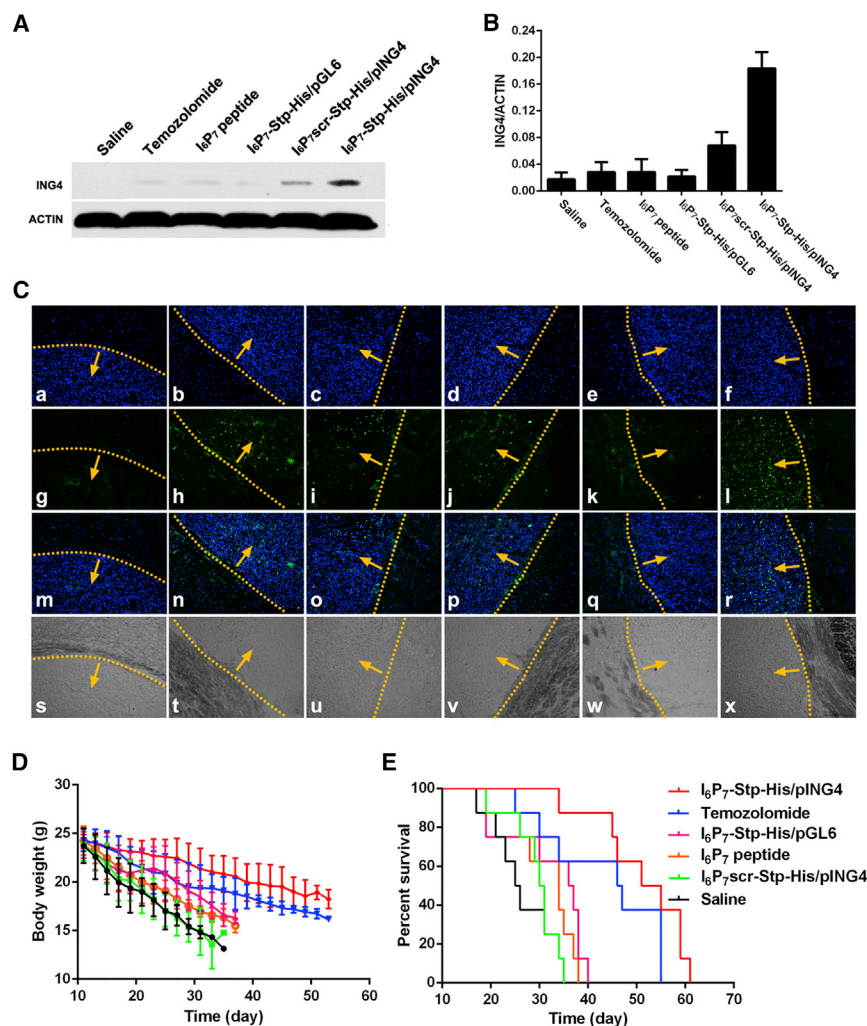 A
Saline
Temozolomide
I₆P₇ peptide
I₆P₇-Stp-His/pGL6
I₆P₇scr-Stp-His/pING4
I₆P₇-Stp-His/pING4
ING4
ACTIN
B
ING4/ACTIN
0.24
0.20
0.16
0.12
0.08
0.04
0.00
Saline
Temozolomide
I₆P₇ peptide
I₆P₇-Stp-His/pGL6
I₆P₇scr-Stp-His/pING4
I₆P₇-Stp-His/pING4
C
a b c d e f
g h i j k l
m n o p q r
s t u v w x
D
Body weight (g)
30
25
20
15
10
10 20 30 40 50 60
Time (day)
E
Percent survival
100
80
60
40
20
0
10 20 30 40 50 60 70
Time (day)
I₆P₇-Stp-His/pING4
Temozolomide
I₆P₇-Stp-His/pGL6
I₆P₇ peptide
I₆P₇scr-Stp-His/pING4
Saline